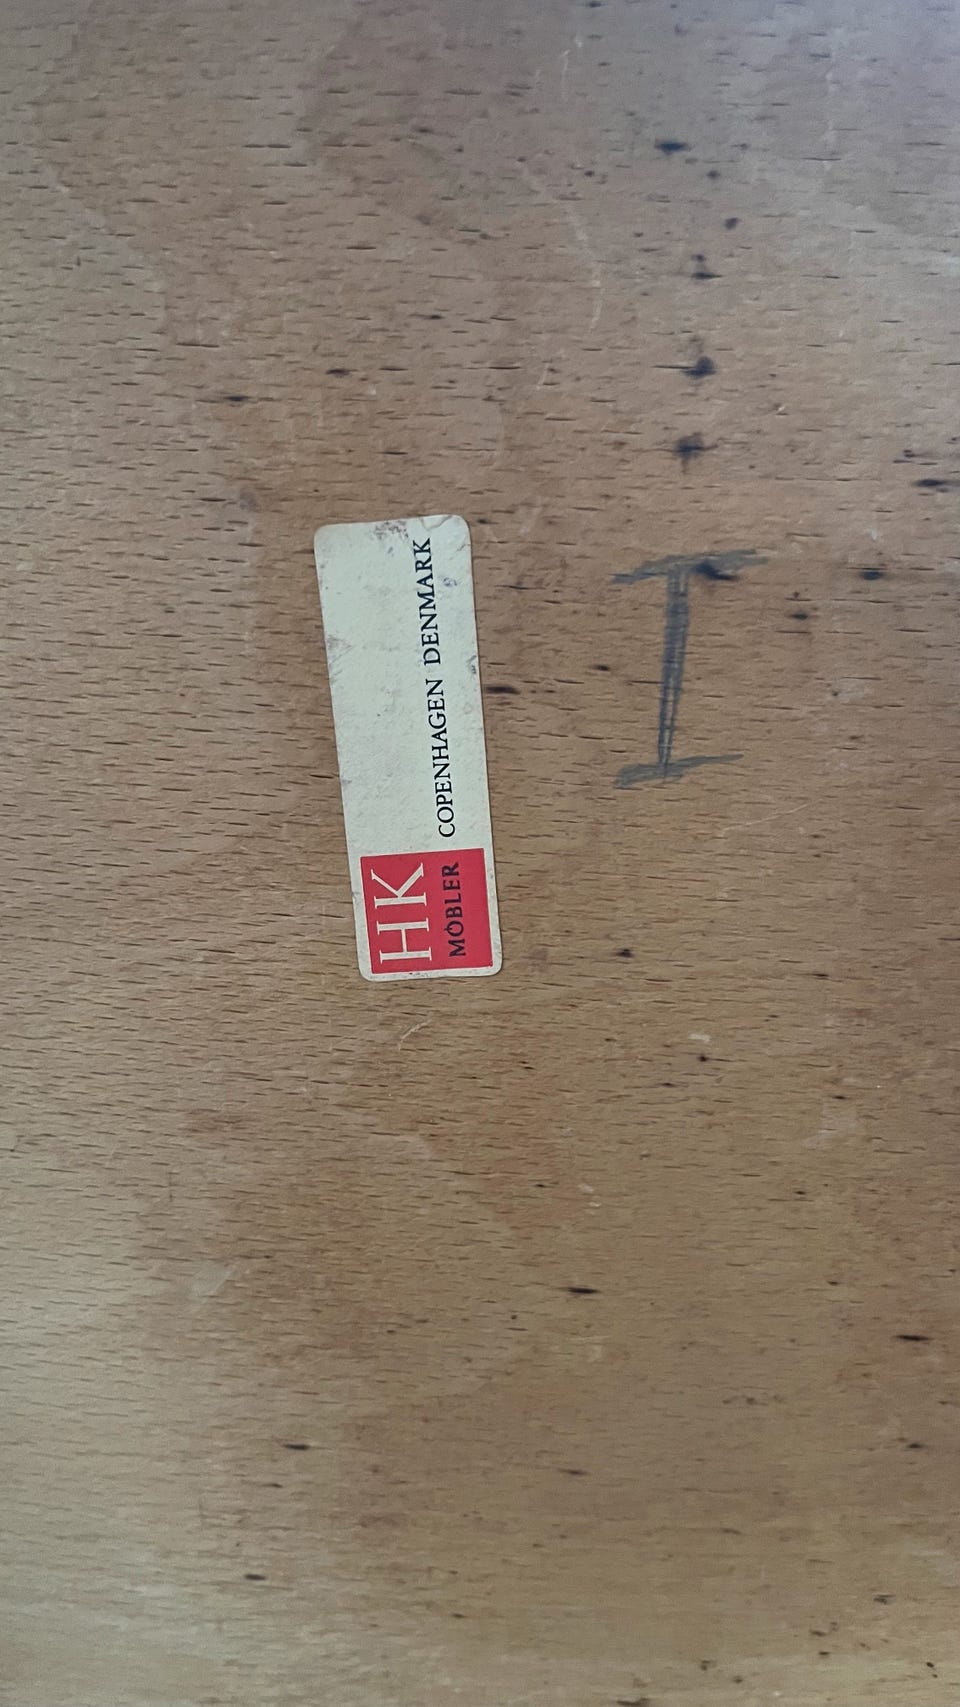 HK
MÖBLER
COPENHAGEN DENMARK
I